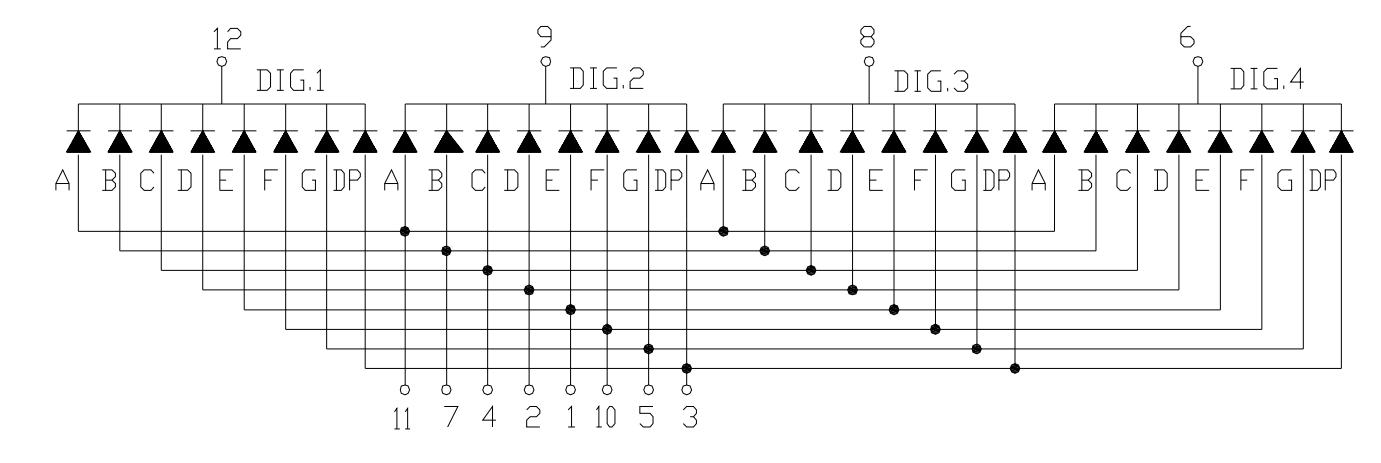 12 9 8 6
DIG.1 DIG.2 DIG.3 DIG.4
A B C D E F G DP A B C D E F G DP A B C D E F G DP A B C D E F G DP
11 7 4 2 1 10 5 3